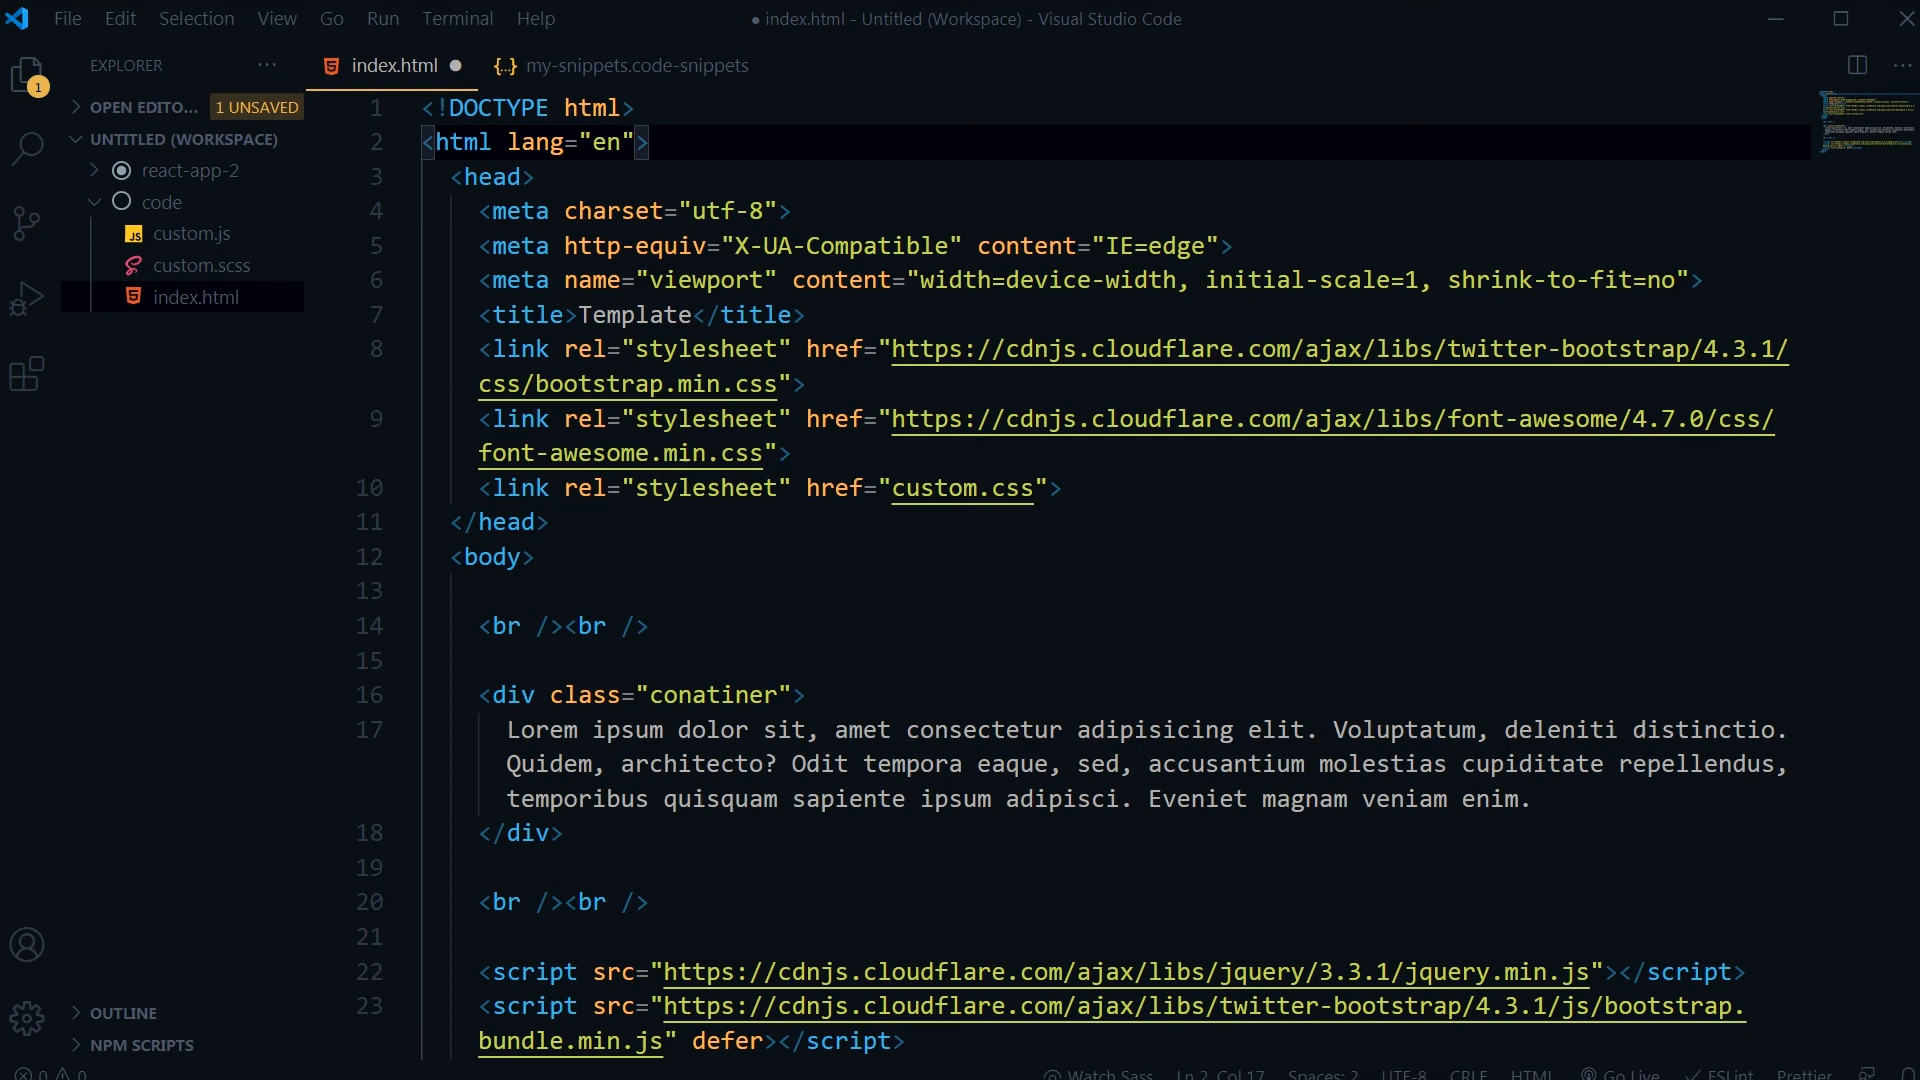 File Edit Selection View Go Run Terminal Help
● index.html - Untitled (Workspace) - Visual Studio Code
1
EXPLORER
OPEN EDITO... 1 UNSAVED
UNTITLED (WORKSPACE)
react-app-2
code
custom.js
custom.scss
index.html
OUTLINE
NPM SCRIPTS
index.html ● {..} my-snippets.code-snippets
1 <!DOCTYPE html>
2 <html lang="en">
3 <head>
4 <meta charset="utf-8">
5 <meta http-equiv="X-UA-Compatible" content="IE=edge">
6 <meta name="viewport" content="width=device-width, initial-scale=1, shrink-to-fit=no">
7 <title>Template</title>
8 <link rel="stylesheet" href="https://cdnjs.cloudflare.com/ajax/libs/twitter-bootstrap/4.3.1/
css/bootstrap.min.css">
9 <link rel="stylesheet" href="https://cdnjs.cloudflare.com/ajax/libs/font-awesome/4.7.0/css/
font-awesome.min.css">
10 <link rel="stylesheet" href="custom.css">
11 </head>
12 <body>
13
14 <br /><br />
15
16 <div class="conatiner">
17 Lorem ipsum dolor sit, amet consectetur adipisicing elit. Voluptatum, deleniti distinctio.
Quidem, architecto? Odit tempora eaque, sed, accusantium molestias cupiditate repellendus,
temporibus quisquam sapiente ipsum adipisci. Eveniet magnam veniam enim.
18 </div>
19
20 <br /><br />
21
22 <script src="https://cdnjs.cloudflare.com/ajax/libs/jquery/3.3.1/jquery.min.js"></script>
23 <script src="https://cdnjs.cloudflare.com/ajax/libs/twitter-bootstrap/4.3.1/js/bootstrap.
bundle.min.js" defer></script>
0 0 Watch Sass Ln 2, Col 17 Spaces: 2 UTF-8 CRLF HTML Go Live ESLint Prettier